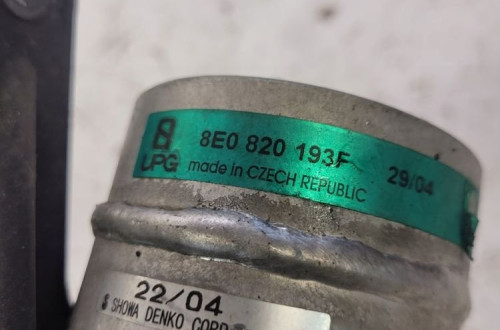 8E0 820 193F 29/04
LPG made in CZECH REPUBLIC
22/04
SHOWA DENKO CORP